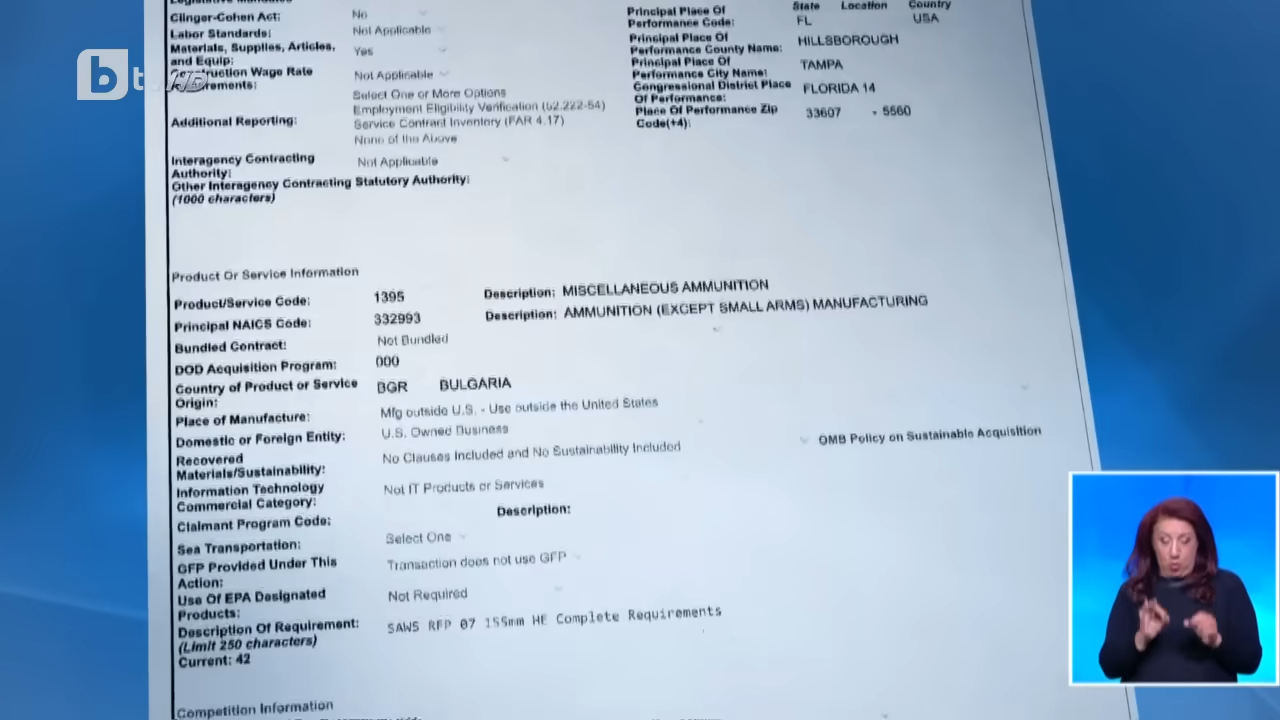 Clinger-Cohen Act: No
Labor Standards: Not Applicable
Materials, Supplies, Articles, and Equip: Yes
Wage Rate Not Applicable
Additional Reporting: Select One or More Options
Employment Eligibility Verification (52.222-54)
Service Contract Inventory (FAR 4.17)
None of the Above
Interagency Contracting Authority: Not Applicable
Other Interagency Contracting Statutory Authority:
(1000 characters)
State Location Country
Principal Place Of Performance Code: FL USA
Principal Place Of Performance County Name: HILLSBOROUGH
Principal Place Of Performance City Name: TAMPA
Congressional District Place Of Performance: FLORIDA 14
Place Of Performance Zip Code(+4): 33607 - 5560
Product Or Service Information
Product/Service Code: 1395 Description: MISCELLANEOUS AMMUNITION
Principal NAICS Code: 332993 Description: AMMUNITION (EXCEPT SMALL ARMS) MANUFACTURING
Bundled Contract: Not Bundled
DOD Acquisition Program: 000
Country of Product or Service Origin: BGR BULGARIA
Place of Manufacture: Mfg outside U.S. - Use outside the United States
Domestic or Foreign Entity: U.S. Owned Business
Recovered Materials/Sustainability: No Clauses Included and No Sustainability Included OMB Policy on Sustainable Acquisition
Information Technology Commercial Category: Not IT Products or Services
Claimant Program Code: Description:
Sea Transportation: Select One
GFP Provided Under This Action: Transaction does not use GFP
Use Of EPA Designated Products: Not Required
Description Of Requirement: SAWS RFP 07 155mm HE Complete Requirements
(Limit 250 characters)
Current: 42
Competition Information